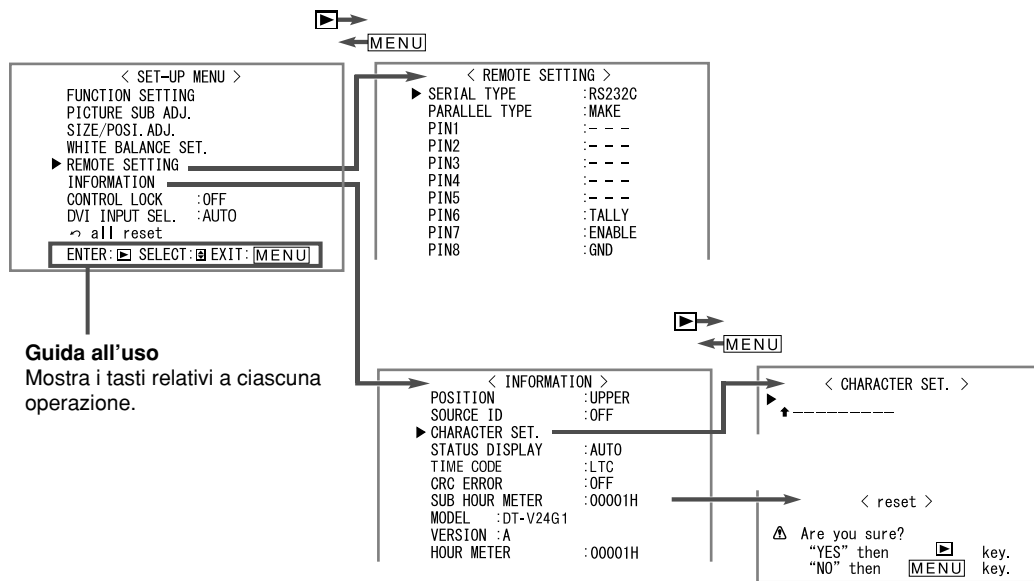 MENU
< SET-UP MENU >
FUNCTION SETTING
PICTURE SUB ADJ.
SIZE/POSI.ADJ.
WHITE BALANCE SET.
REMOTE SETTING
INFORMATION
CONTROL LOCK :OFF
DVI INPUT SEL. :AUTO
all reset
ENTER: SELECT: EXIT: MENU
Guida all'uso
Mostra i tasti relativi a ciascuna
operazione.
< REMOTE SETTING >
SERIAL TYPE :RS232C
PARALLEL TYPE :MAKE
PIN1 :– – –
PIN2 :– – –
PIN3 :– – –
PIN4 :– – –
PIN5 :– – –
PIN6 :TALLY
PIN7 :ENABLE
PIN8 :GND
MENU
< INFORMATION >
POSITION :UPPER
SOURCE ID :OFF
CHARACTER SET.
STATUS DISPLAY :AUTO
TIME CODE :LTC
CRC ERROR :OFF
SUB HOUR METER :00001H
MODEL :DT-V24G1
VERSION :A
HOUR METER :00001H
< CHARACTER SET. >
––––––––––
< reset >
Are you sure?
“YES” then key.
“NO” then MENU key.